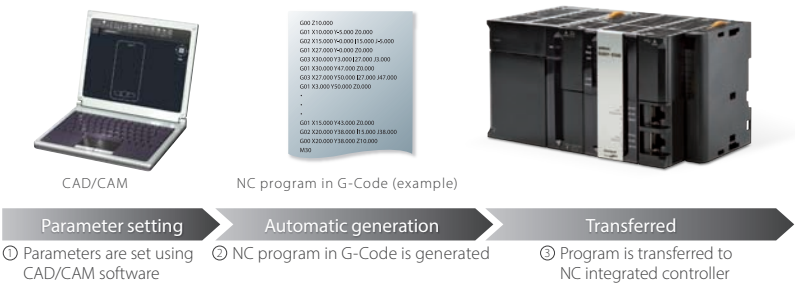 G00 Z10.000
G01 X10.000 Y-5.000 Z0.000
G02 X15.000 Y-0.000 I15.000 J-5.000
G01 X27.000 Y-0.000 Z0.000
G03 X30.000 Y3.000 I27.000 J3.000
G01 X30.000 Y47.000 Z0.000
G03 X27.000 Y50.000 I27.000 J47.000
G01 X3.000 Y50.000 Z0.000
.
.
.
G01 X15.000 Y43.000 Z0.000
G02 X20.000 Y38.000 I15.000 J38.000
G00 X20.000 Y38.000 Z10.000
M30
CAD/CAM
NC program in G-Code (example)
Parameter setting
Automatic generation
Transferred
① Parameters are set using
CAD/CAM software
② NC program in G-Code is generated
③ Program is transferred to
NC integrated controller